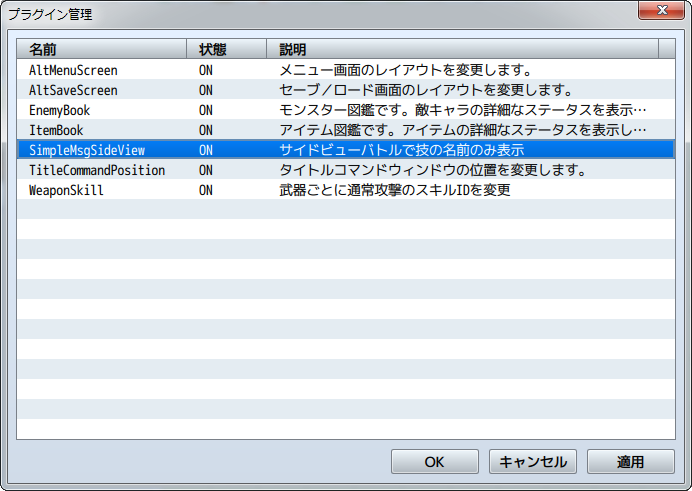 プラグイン管理
名前 状態 説明
AltMenuScreen ON メニュー画面のレイアウトを変更します。
AltSaveScreen ON セーブ／ロード画面のレイアウトを変更します。
EnemyBook ON モンスター図鑑です。敵キャラの詳細なステータスを表示…
ItemBook ON アイテム図鑑です。アイテムの詳細なステータスを表示し…
SimpleMsgSideView ON サイドビューバトルで技の名前のみ表示
TitleCommandPosition ON タイトルコマンドウィンドウの位置を変更します。
WeaponSkill ON 武器ごとに通常攻撃のスキルIDを変更
OK キャンセル 適用